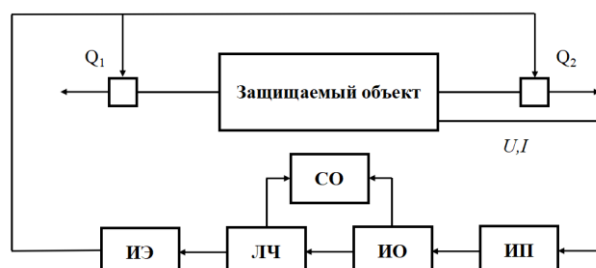 Q₁
Q₂
Защищаемый объект
U,I
СО
ИЭ
ЛЧ
ИО
ИП